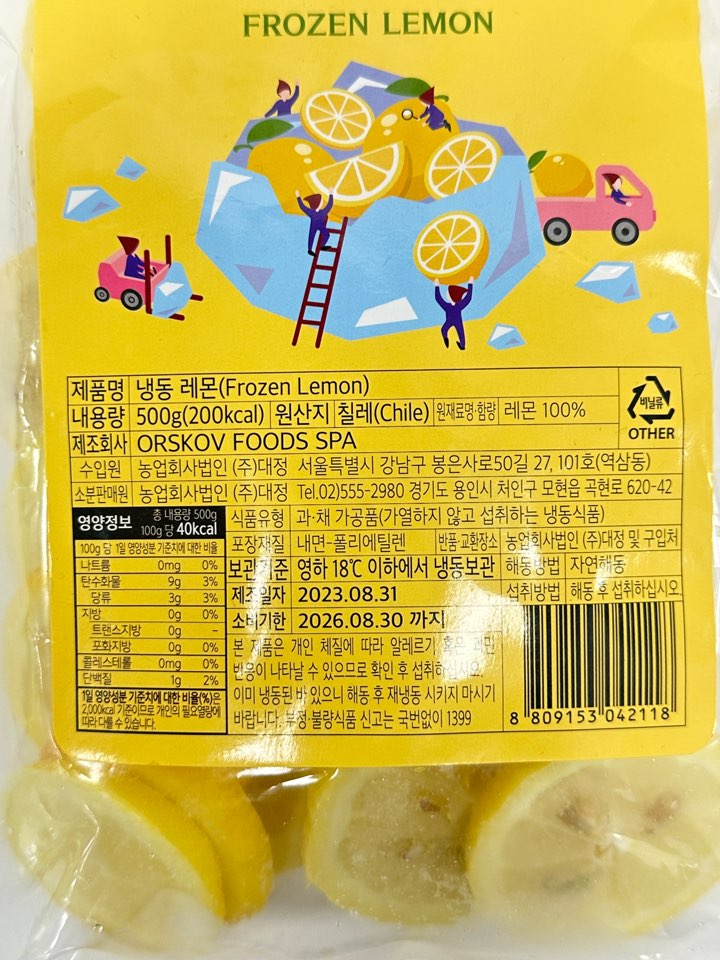 FROZEN LEMON
제품명 냉동 레몬(Frozen Lemon)
내용량 500g(200kcal) 원산지 칠레(Chile) 원재료명·함량 레몬 100%
제조회사 ORSKOV FOODS SPA
비닐류
OTHER
수입원 농업회사법인 (주)대정 서울특별시 강남구 봉은사로50길 27, 101호(역삼동)
소분판매원 농업회사법인 (주)대정 Tel.02)555-2980 경기도 용인시 처인구 모현읍 곡현로 620-42
영양정보 총 내용량 500g
100g 당 40kcal
100g 당 1일 영양성분 기준치에 대한 비율
나트륨 0mg 0%
탄수화물 9g 3%
당류 3g 3%
지방 0g 0%
트랜스지방 0g -
포화지방 0g 0%
콜레스테롤 0mg 0%
단백질 1g 2%
1일 영양성분 기준치에 대한 비율(%)은
2,000kcal 기준이므로 개인의 필요열량에
따라 다를 수 있습니다.
식품유형 과·채 가공품(가열하지 않고 섭취하는 냉동식품)
포장재질 내면-폴리에틸렌 반품·교환장소 농업회사법인 (주)대정 및 구입처
보관기준 영하 18℃ 이하에서 냉동보관 해동방법 자연해동
제조일자 2023.08.31 섭취방법 해동 후 섭취하십시오.
소비기한 2026.08.30 까지
본 제품은 개인 체질에 따라 알레르기 혹은 과민
반응이 나타날 수 있으므로 확인 후 섭취하십시오.
이미 냉동된 바 있으니 해동 후 재냉동 시키지 마시기
바랍니다. 부정·불량식품 신고는 국번없이 1399
8 809153 042118